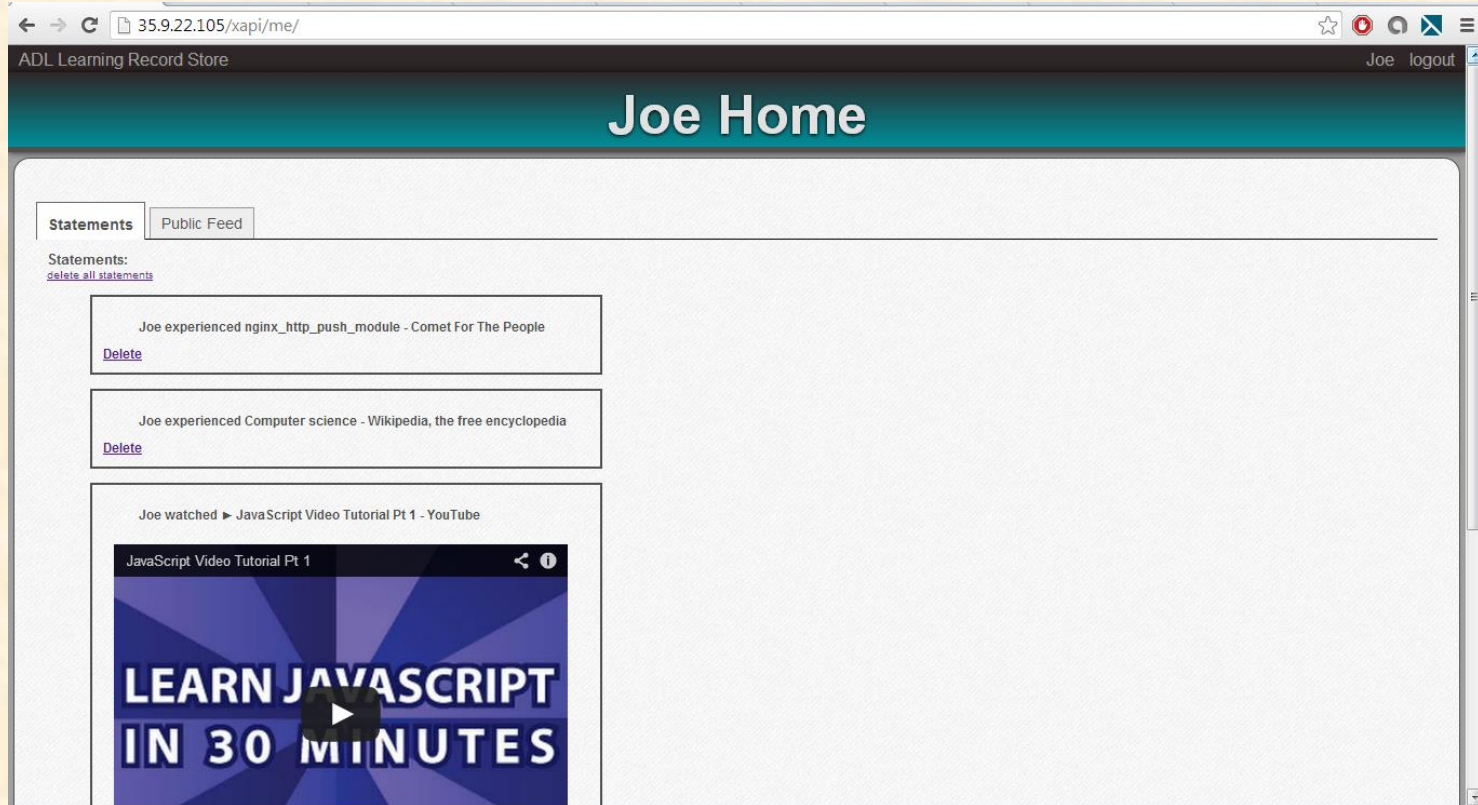 35.9.22.105/xapi/me/
ADL Learning Record Store
Joe logout
Joe Home
Statements
Public Feed
Statements:
delete all statements
Joe experienced nginx_http_push_module - Comet For The People
Delete
Joe experienced Computer science - Wikipedia, the free encyclopedia
Delete
Joe watched ► JavaScript Video Tutorial Pt 1 - YouTube
JavaScript Video Tutorial Pt 1
LEARN JAVASCRIPT
IN 30 MINUTES